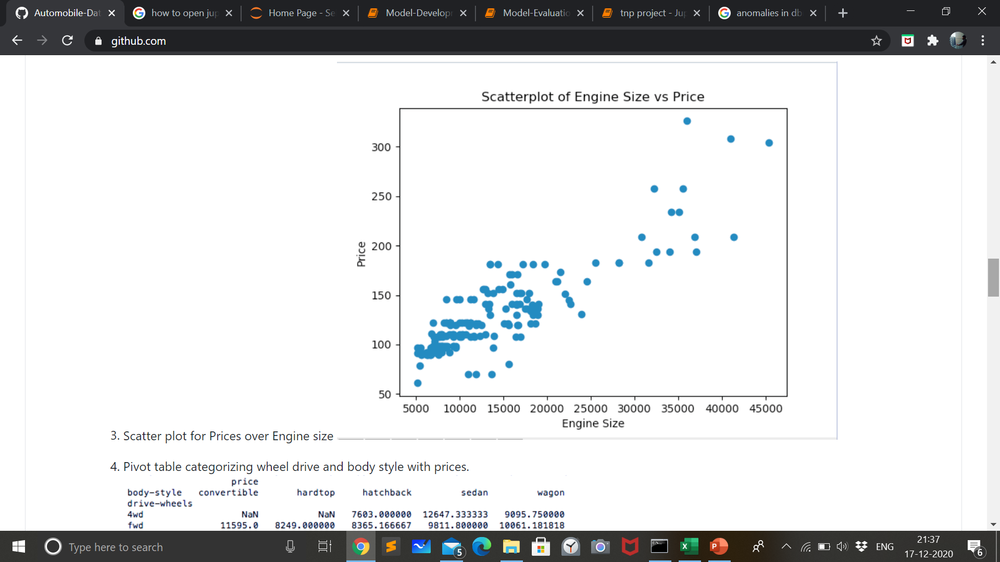 Automobile-Dat
how to open jup
Home Page - Se
Model-Developr
Model-Evaluatio
tnp project - Jup
anomalies in db
github.com
Scatterplot of Engine Size vs Price
300
250
200
150
100
50
Price
5000 10000 15000 20000 25000 30000 35000 40000 45000
Engine Size
3. Scatter plot for Prices over Engine size
4. Pivot table categorizing wheel drive and body style with prices.
price
body-style convertible hardtop hatchback sedan wagon
drive-wheels
4wd NaN NaN 7603.000000 12647.333333 9095.750000
fwd 11595.0 8249.000000 8365.166667 9811.800000 10061.181818
Type here to search
5
ENG
21:37
17-12-2020
6